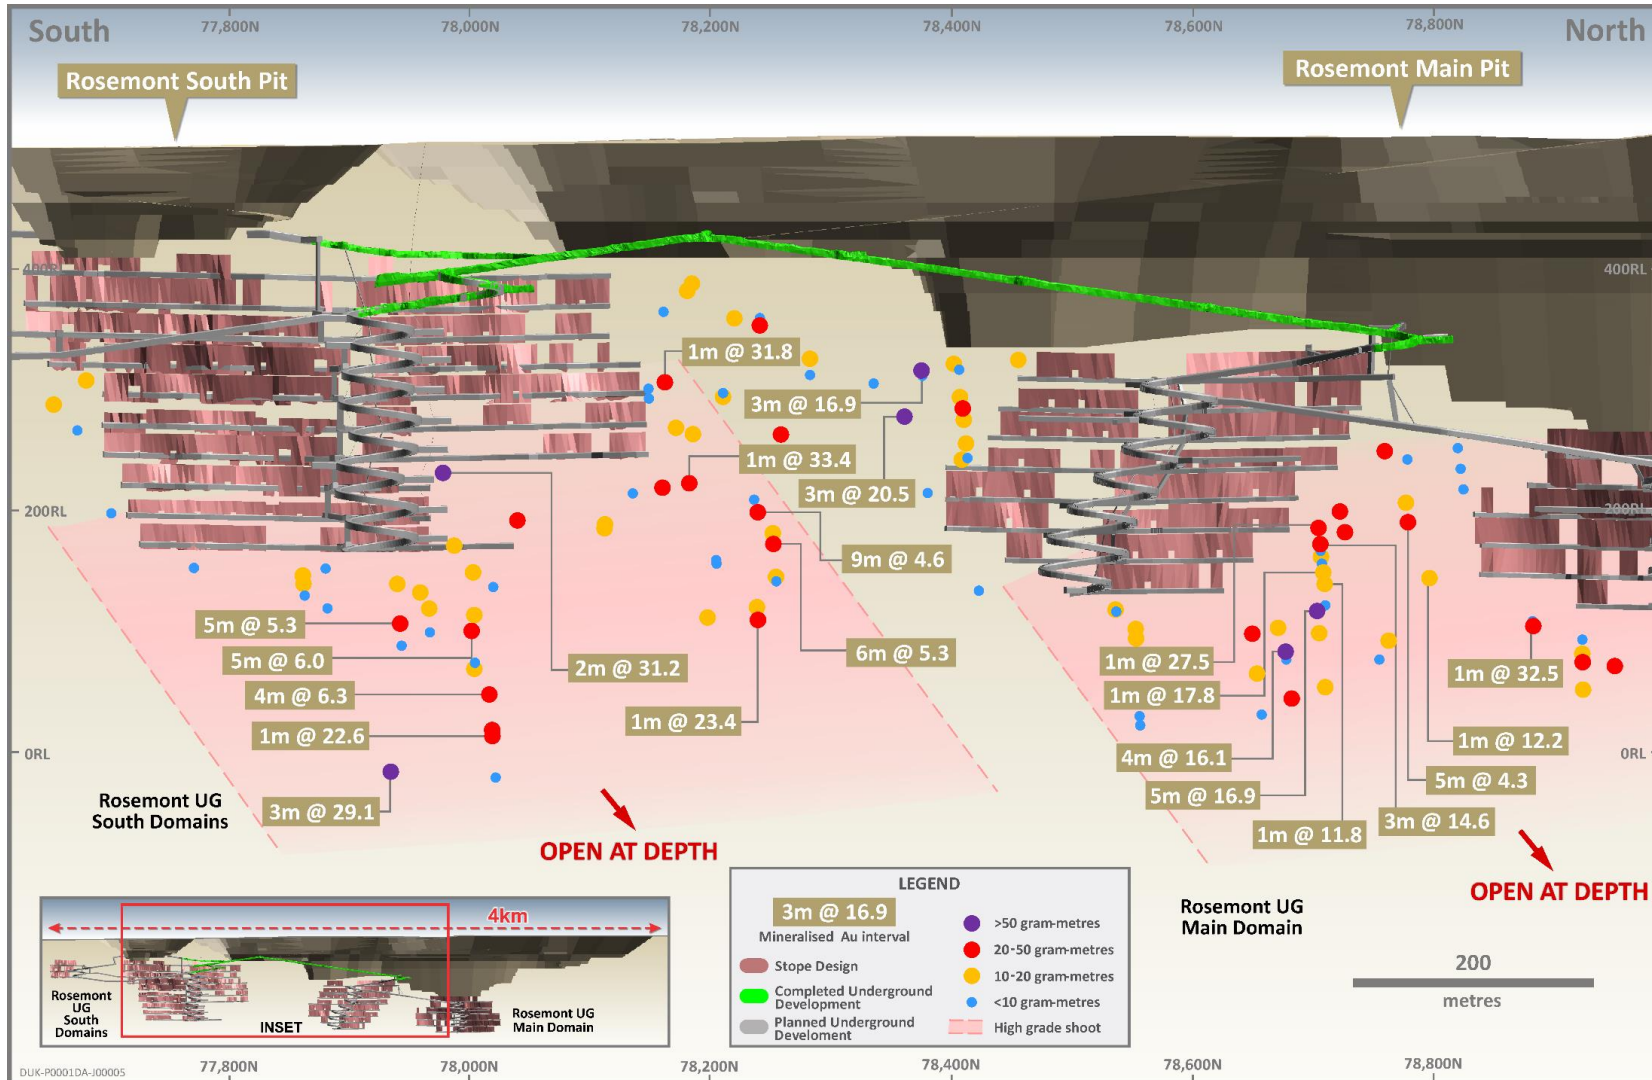 77,800N
78,000N
78,200N
78,400N
78,600N
78,800N
South
North
Rosemont South Pit
Rosemont Main Pit
400RL
400RL
1m @ 31.8
3m @ 16.9
1m @ 33.4
3m @ 20.5
200RL
200RL
9m @ 4.6
5m @ 5.3
5m @ 6.0
2m @ 31.2
6m @ 5.3
4m @ 6.3
1m @ 23.4
1m @ 22.6
3m @ 29.1
1m @ 27.5
1m @ 17.8
1m @ 32.5
4m @ 16.1
1m @ 12.2
5m @ 16.9
5m @ 4.3
1m @ 11.8
3m @ 14.6
0RL
0RL
Rosemont UG
South Domains
OPEN AT DEPTH
OPEN AT DEPTH
Rosemont UG
Main Domain
LEGEND
3m @ 16.9
Mineralised Au interval
Stope Design
Completed Underground
Development
Planned Underground
Develoment
>50 gram-metres
20-50 gram-metres
10-20 gram-metres
<10 gram-metres
High grade shoot
200
metres
4km
Rosemont
UG
South
Domains
INSET
Rosemont UG
Main Domain
DUK-P0001DA-J00005
77,800N
78,000N
78,200N
78,400N
78,600N
78,800N